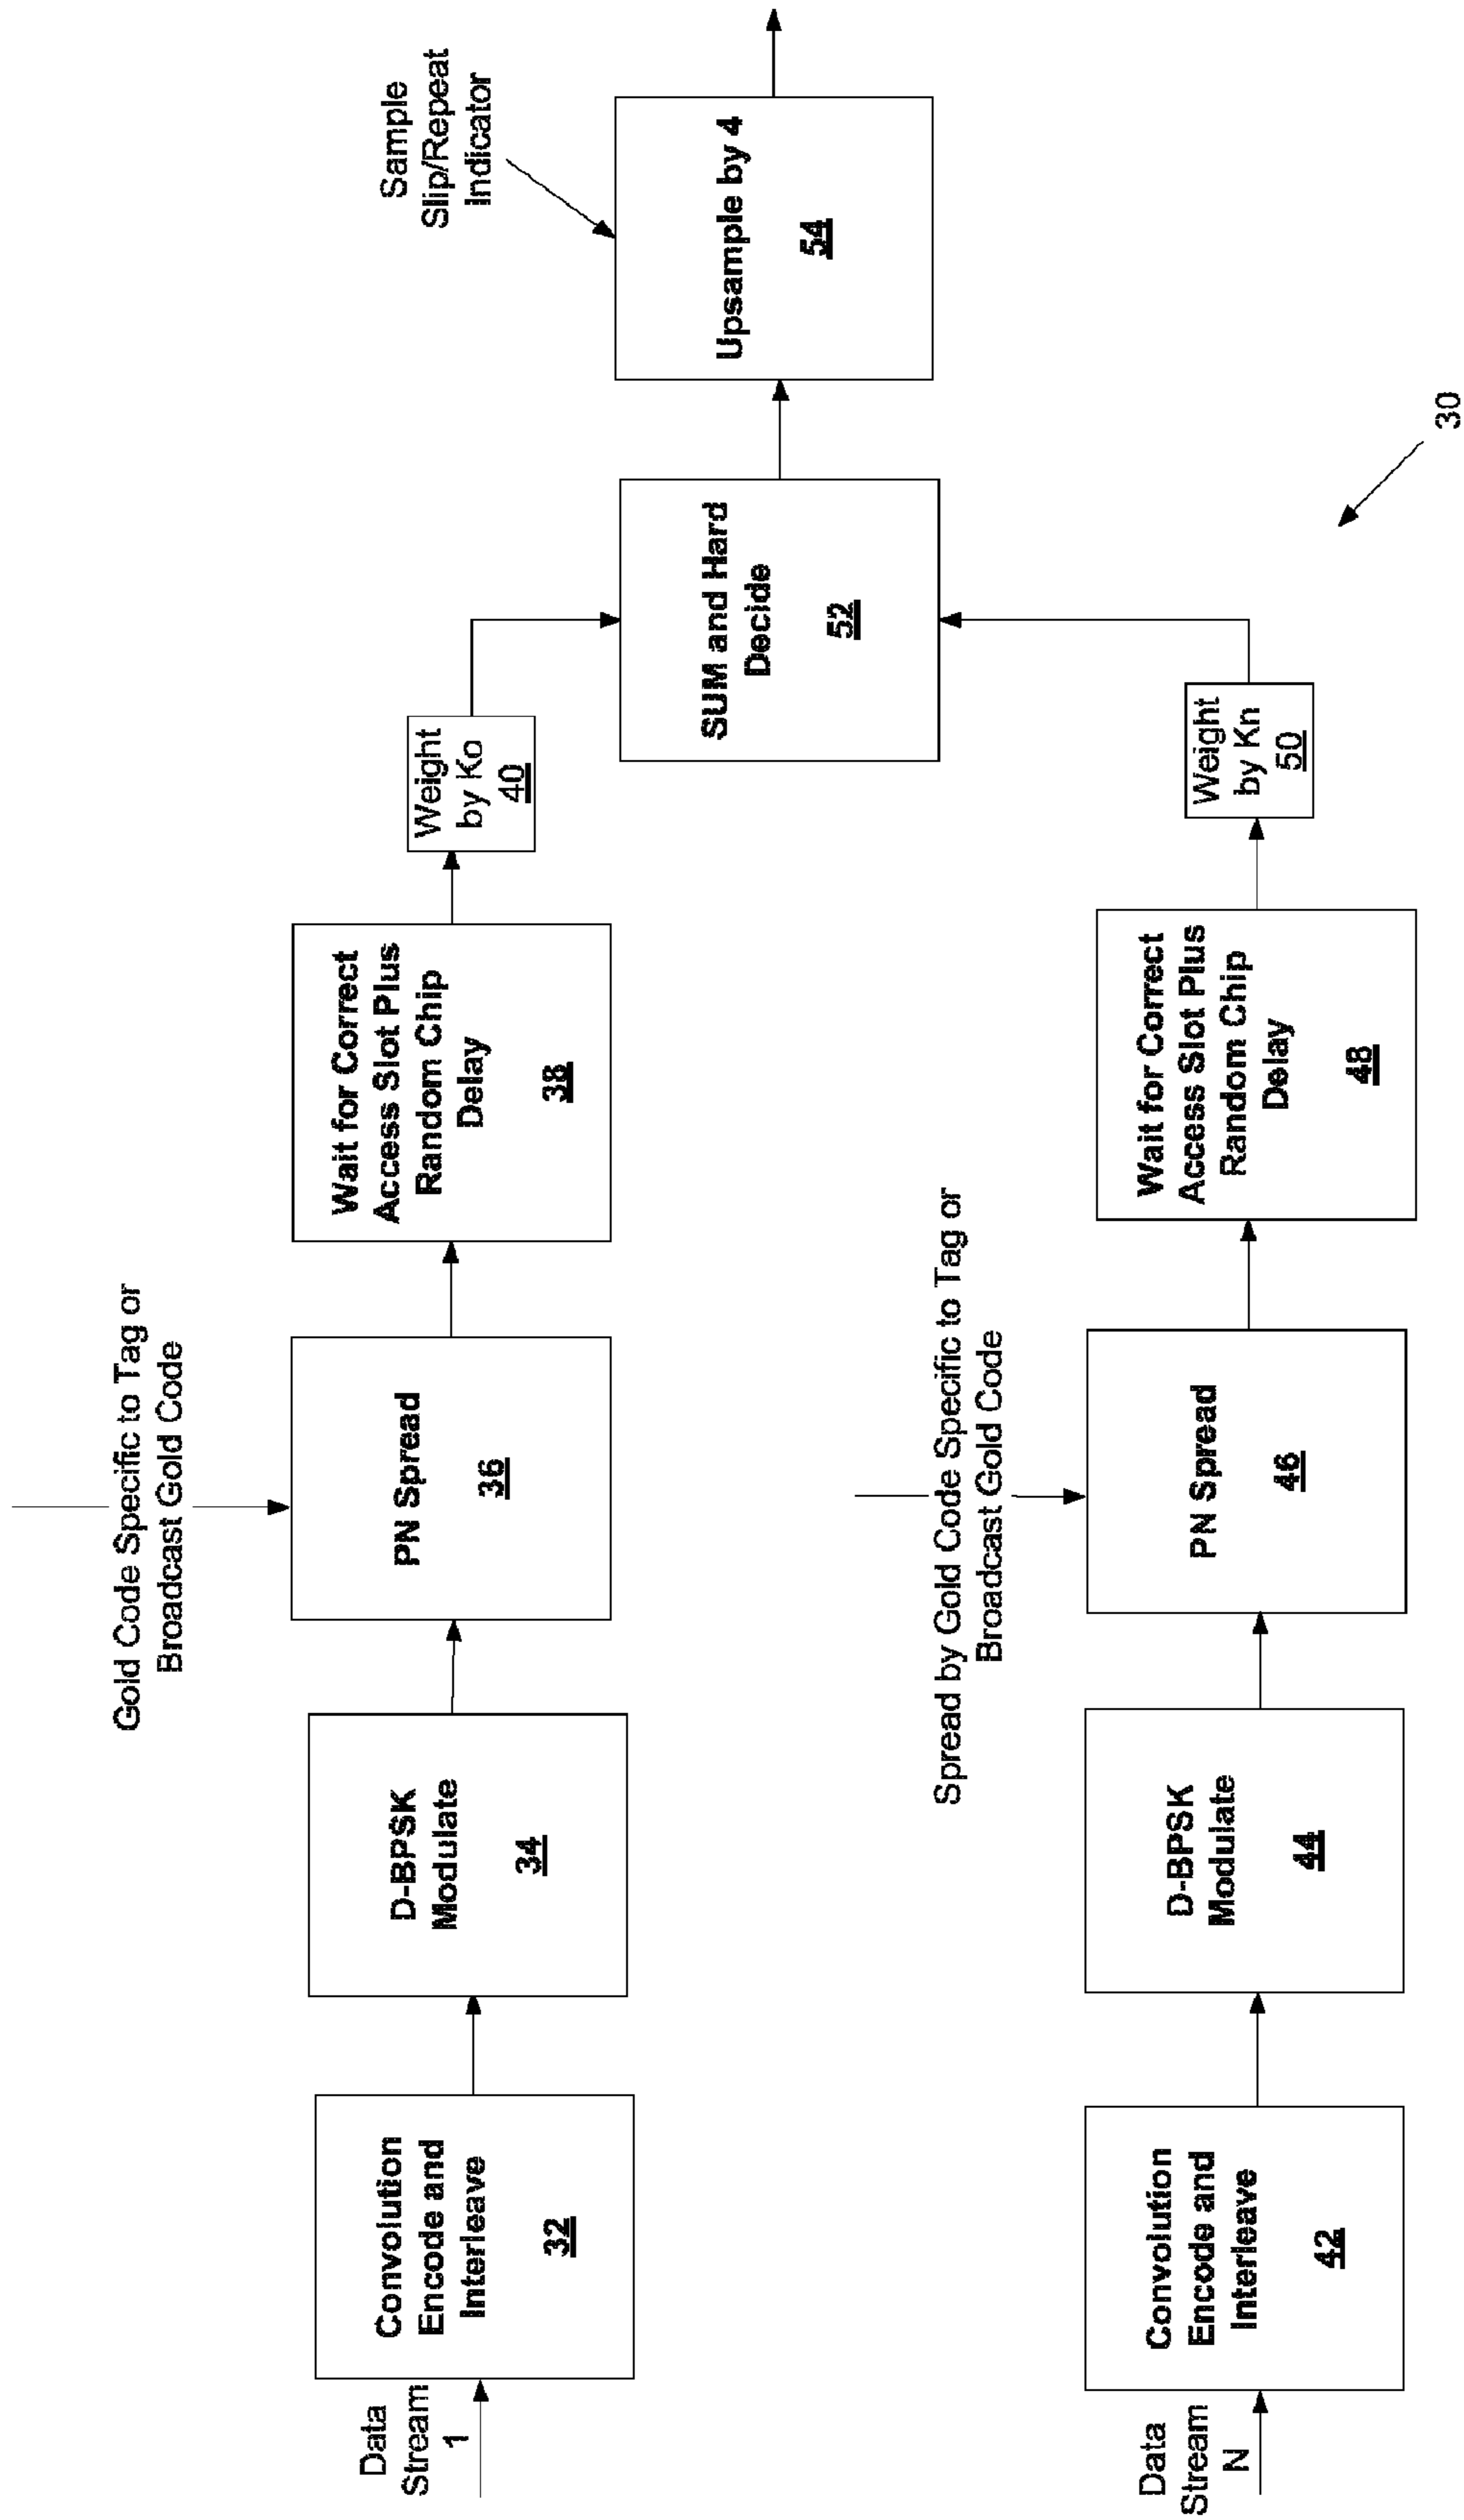 Data
Stream
1
Convolution
Encode and
Interleave
32
D-BPSK
Modulate
34
Gold Code Specific to Tag or
Broadcast Gold Code
PN Spread
36
Wait for Correct
Access Slot Plus
Random Chip
Delay
38
Weight
by Ko
40
SUM and Hard
Decide
52
Sample
Slip/Repeat
Indicator
Upsample by 4
54
Data
Stream
N
Convolution
Encode and
Interleave
42
D-BPSK
Modulate
44
Spread by Gold Code Specific to Tag or
Broadcast Gold Code
PN Spread
46
Wait for Correct
Access Slot Plus
Random Chip
Delay
48
Weight
by Kn
50
30